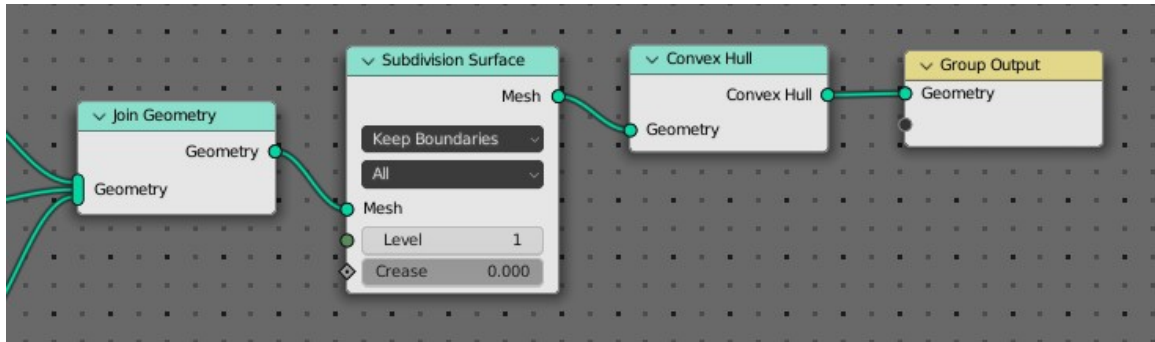 Join Geometry
Geometry
Geometry
Subdivision Surface
Mesh
Keep Boundaries
All
Mesh
Level 1
Crease 0.000
Convex Hull
Convex Hull
Geometry
Group Output
Geometry